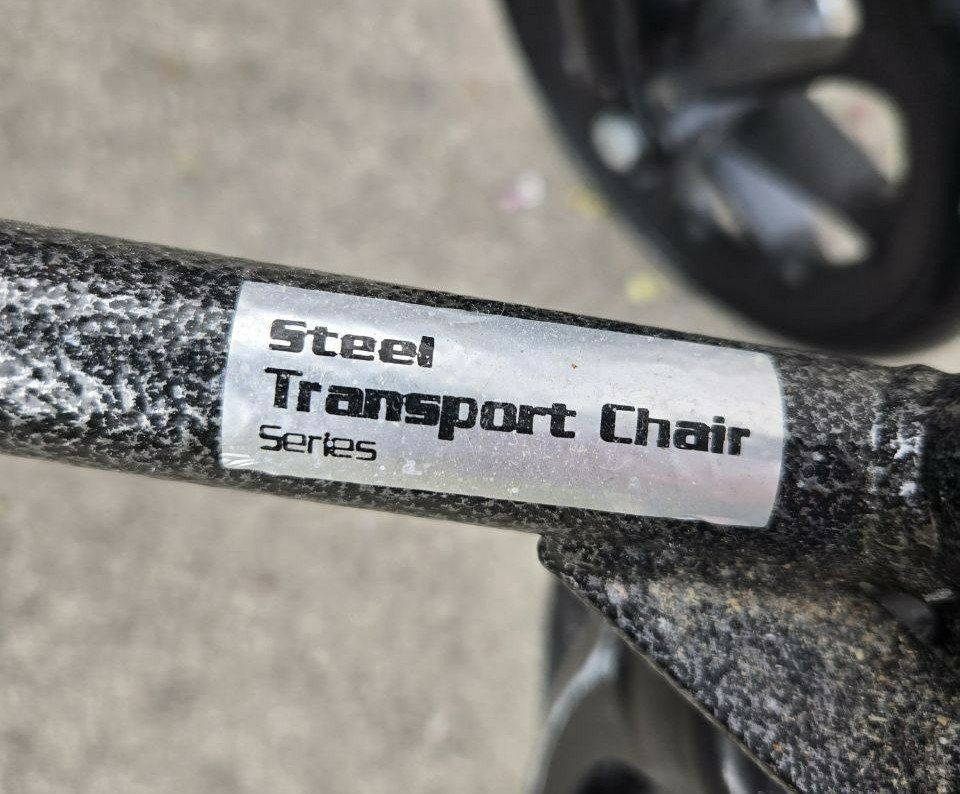 Steel
Transport Chair
Series